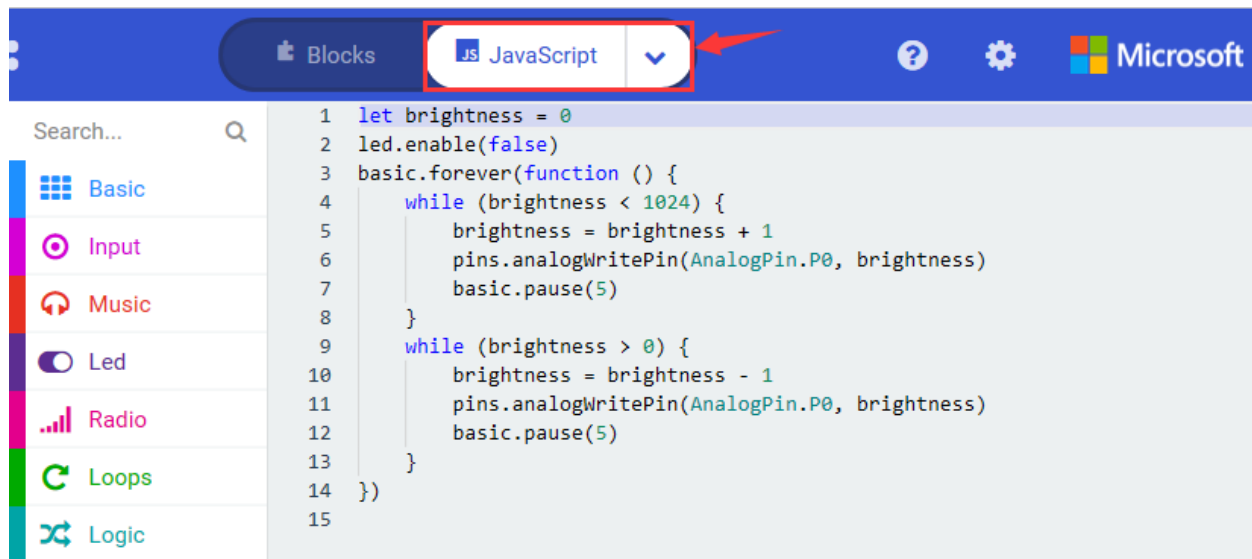 Blocks
JS JavaScript
?
Microsoft
Search...
Basic
Input
Music
Led
Radio
Loops
Logic
1 let brightness = 0
2 led.enable(false)
3 basic.forever(function () {
4     while (brightness < 1024) {
5         brightness = brightness + 1
6         pins.analogWritePin(AnalogPin.P0, brightness)
7         basic.pause(5)
8     }
9     while (brightness > 0) {
10         brightness = brightness - 1
11         pins.analogWritePin(AnalogPin.P0, brightness)
12         basic.pause(5)
13     }
14 })
15